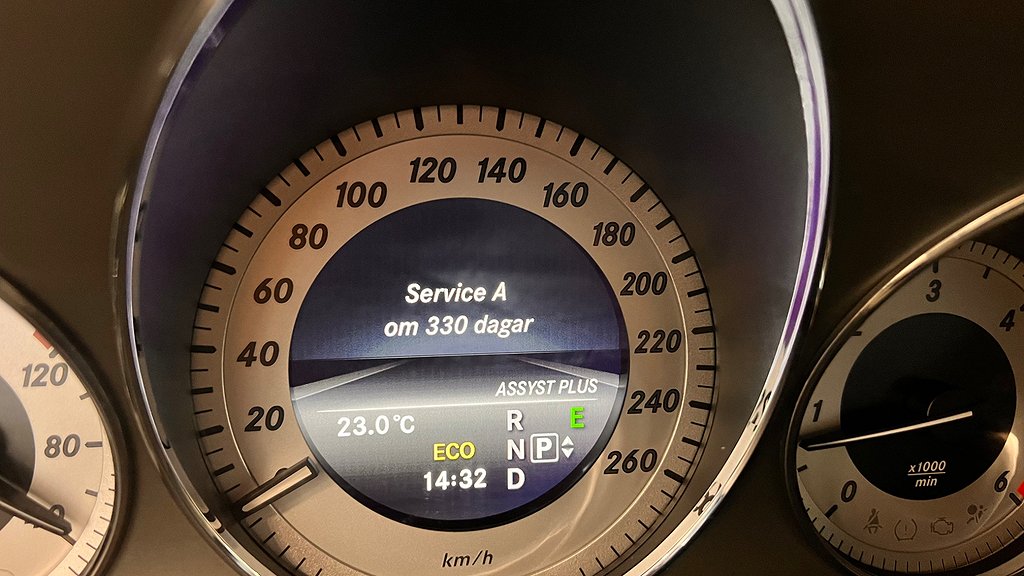 Service A
om 330 dagar
ASSYST PLUS
23.0°C
R
E
ECO
N
P
14:32
D
20
40
60
80
100
120
140
160
180
200
220
240
260
km/h
120
80
0
1
3
4
6
x1000
min